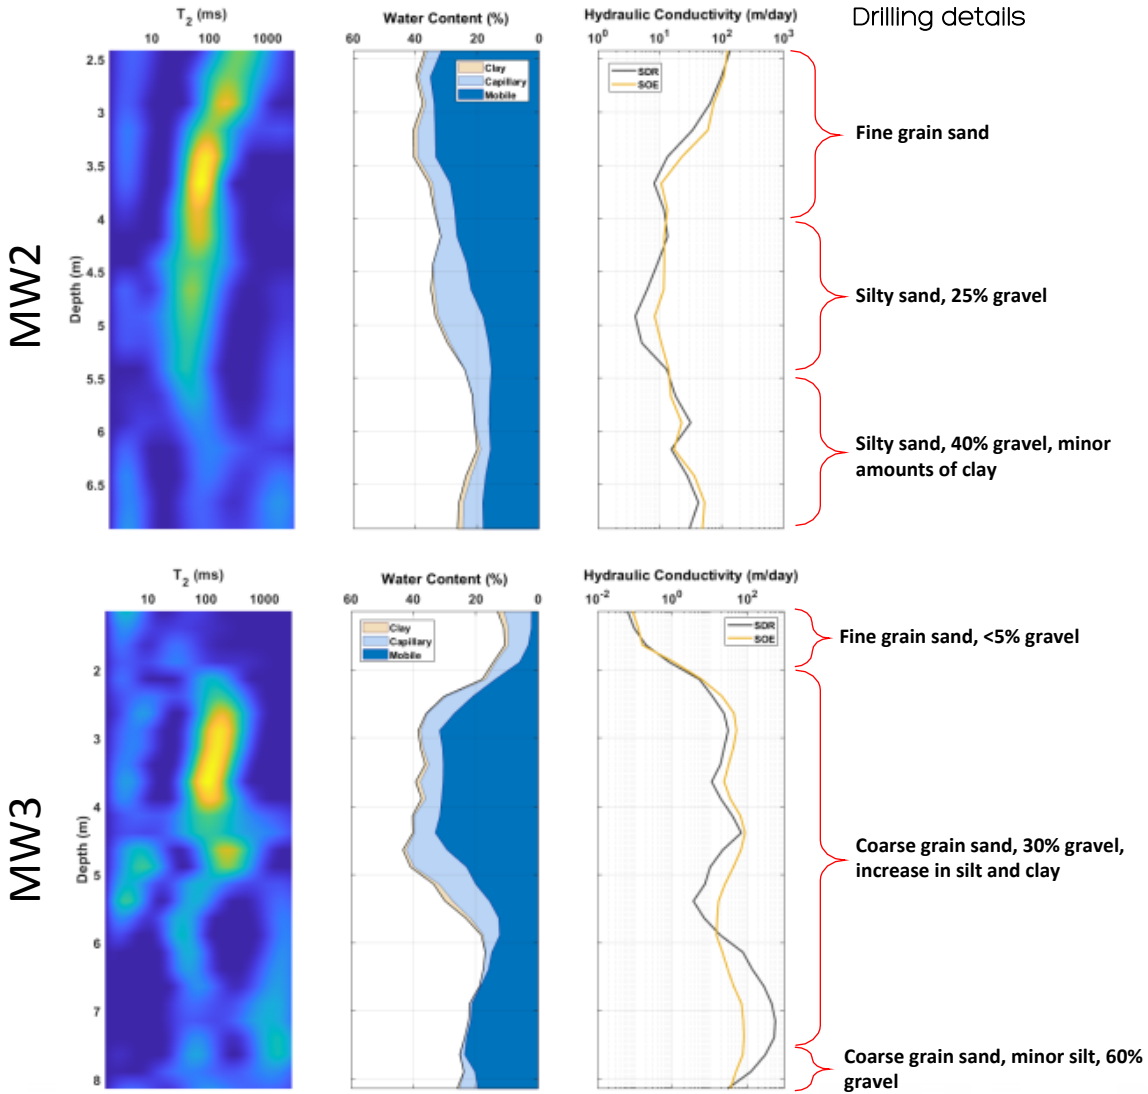 T2 (ms)
10 100 1000
Water Content (%)
60 40 20 0
Hydraulic Conductivity (m/day)
10^0 10^1 10^2 10^3
Drilling details
MW2
Depth (m)
2.5
3
3.5
4
4.5
5
5.5
6
6.5
Clay
Capillary
Mobile
SDR
SOE
Fine grain sand
Silty sand, 25% gravel
Silty sand, 40% gravel, minor
amounts of clay
T2 (ms)
10 100 1000
Water Content (%)
60 40 20 0
Hydraulic Conductivity (m/day)
10^-2 10^0 10^2
MW3
Depth (m)
2
3
4
5
6
7
8
Clay
Capillary
Mobile
SDR
SOE
Fine grain sand, <5% gravel
Coarse grain sand, 30% gravel,
increase in silt and clay
Coarse grain sand, minor silt, 60%
gravel